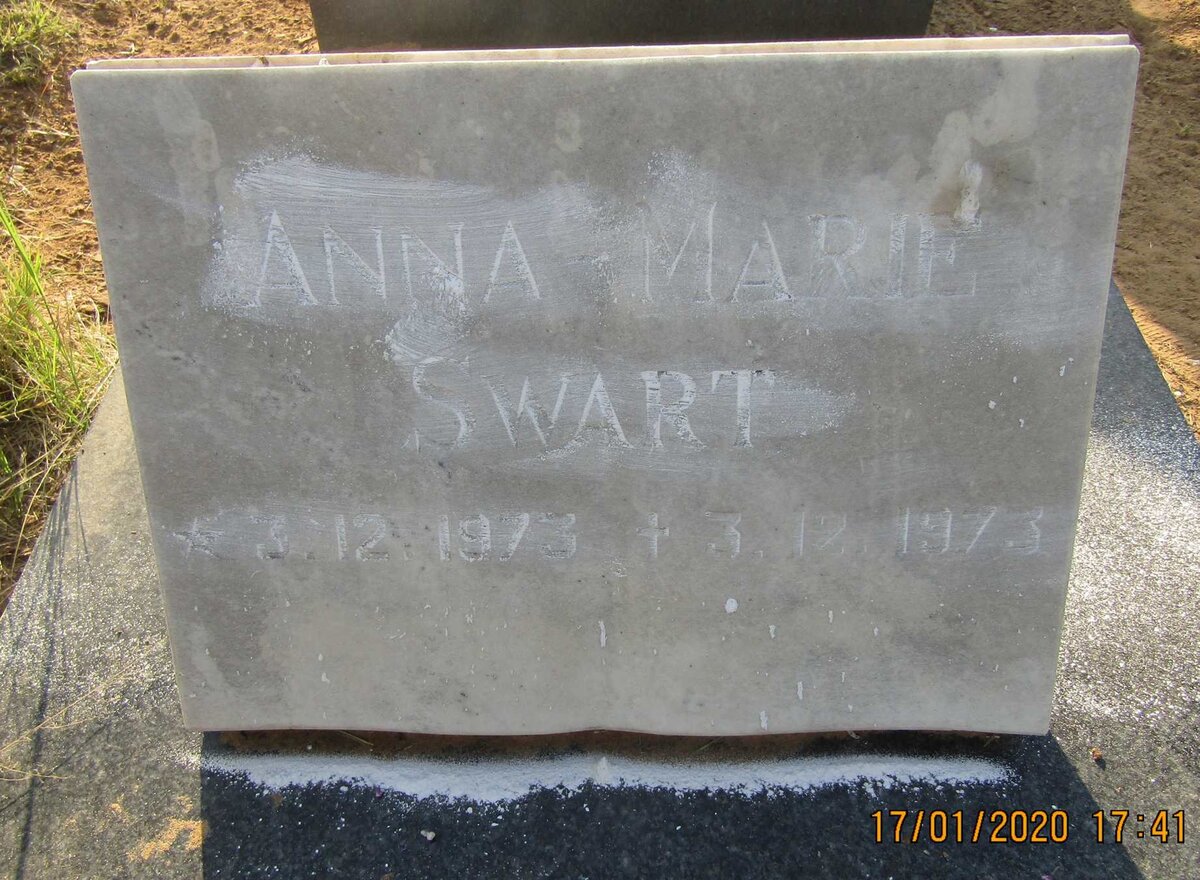 ANNA MARIE
SWART
* 3.12.1973 † 3.12.1973
17/01/2020 17:41